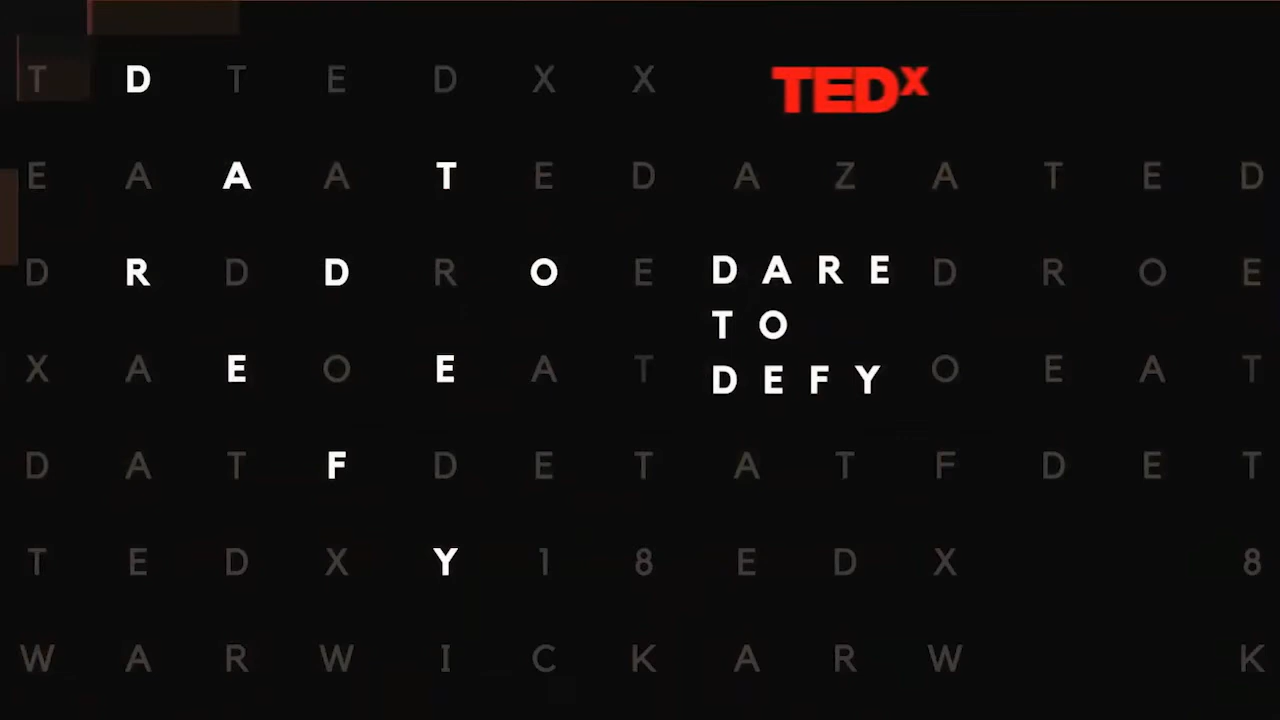 T D T E D X X TEDx
E A A A T E D A Z A T E D
D R D D R O E DARE D R O E
TO
X A E O E A T O E A T
DEFY
D A T F D E T A T F D E T
T E D X Y 1 8 E D X 8
W A R W I C K A R W K